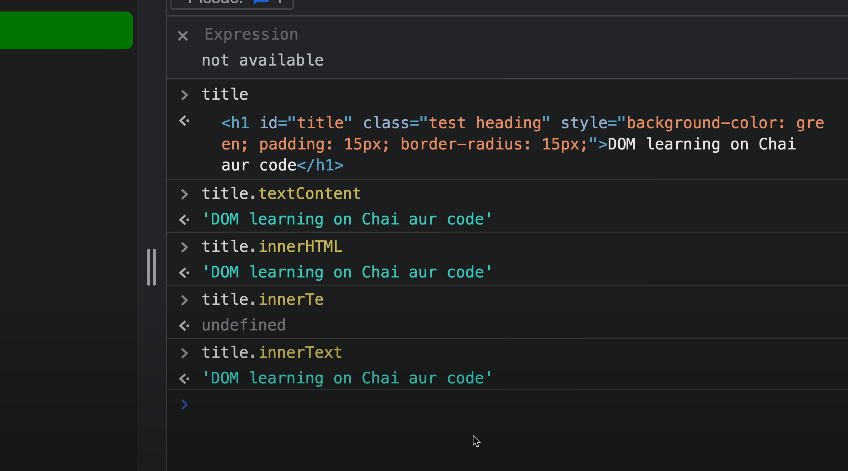 Expression
not available
title
<h1 id="title" class="test heading" style="background-color: gre
en; padding: 15px; border-radius: 15px;">DOM learning on Chai
aur code</h1>
title.textContent
'DOM learning on Chai aur code'
title.innerHTML
'DOM learning on Chai aur code'
title.innerTe
undefined
title.innerText
'DOM learning on Chai aur code'